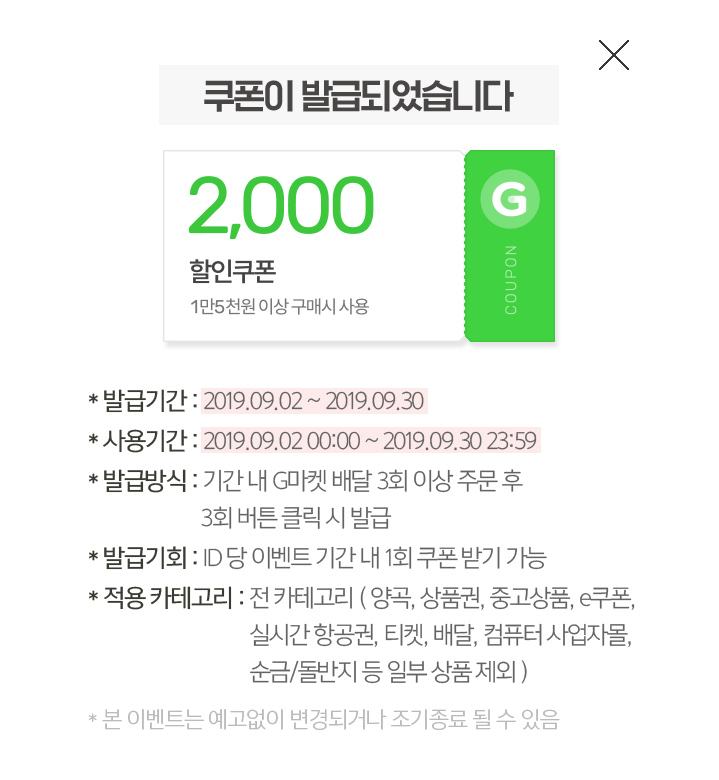 쿠폰이 발급되었습니다
2,000
할인쿠폰
1만5천원 이상 구매시 사용
G
COUPON
* 발급기간 : 2019.09.02 ~ 2019.09.30
* 사용기간 : 2019.09.02 00:00 ~ 2019.09.30 23:59
* 발급방식 : 기간 내 G마켓 배달 3회 이상 주문 후
3회 버튼 클릭 시 발급
* 발급기회 : ID 당 이벤트 기간 내 1회 쿠폰 받기 가능
* 적용 카테고리 : 전 카테고리 ( 양곡, 상품권, 중고상품, e쿠폰,
실시간 항공권, 티켓, 배달, 컴퓨터 사업자몰,
순금/돌반지 등 일부 상품 제외 )
* 본 이벤트는 예고없이 변경되거나 조기종료 될 수 있음